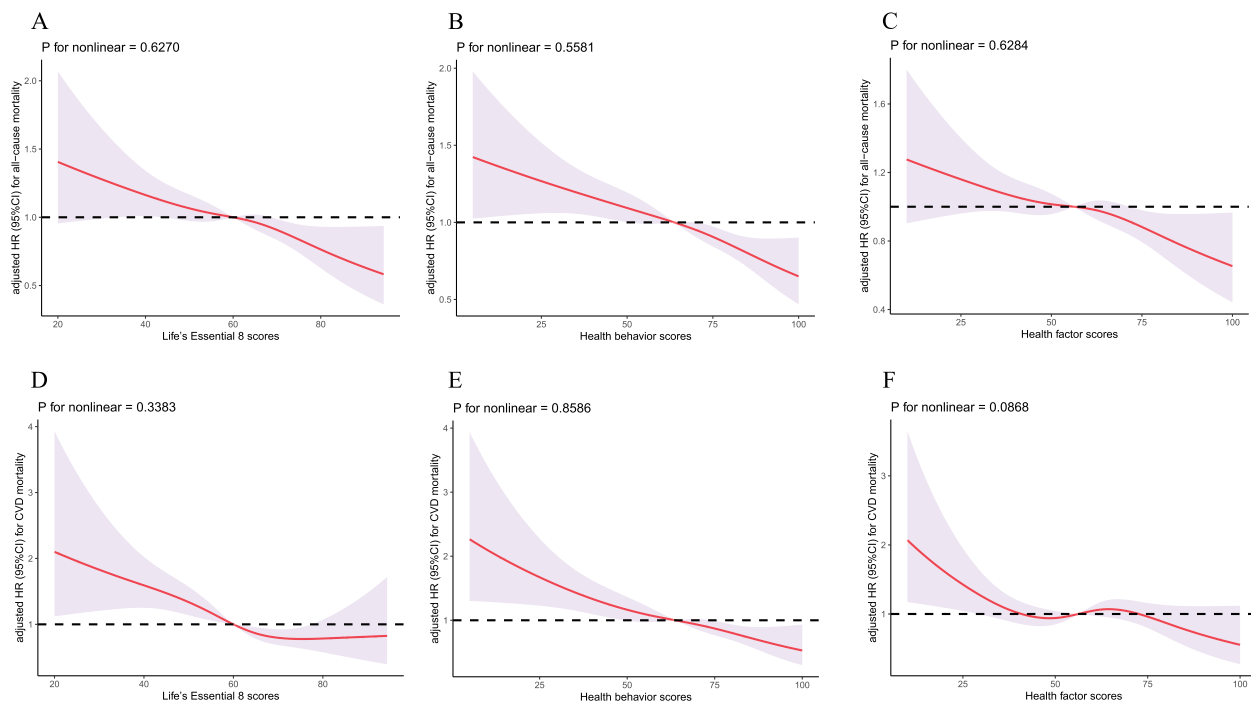 A
P for nonlinear = 0.6270
adjusted HR (95%CI) for all−cause mortality
2.0
1.5
1.0
0.5
20
40
60
80
Life's Essential 8 scores
B
P for nonlinear = 0.5581
adjusted HR (95%CI) for all−cause mortality
2.0
1.5
1.0
0.5
25
50
75
100
Health behavior scores
C
P for nonlinear = 0.6284
adjusted HR (95%CI) for all−cause mortality
1.6
1.2
0.8
0.4
25
50
75
100
Health factor scores
D
P for nonlinear = 0.3383
adjusted HR (95%CI) for CVD mortality
4
3
2
1
20
40
60
80
Life's Essential 8 scores
E
P for nonlinear = 0.8586
adjusted HR (95%CI) for CVD mortality
4
3
2
1
25
50
75
100
Health behavior scores
F
P for nonlinear = 0.0868
adjusted HR (95%CI) for CVD mortality
3
2
1
25
50
75
100
Health factor scores